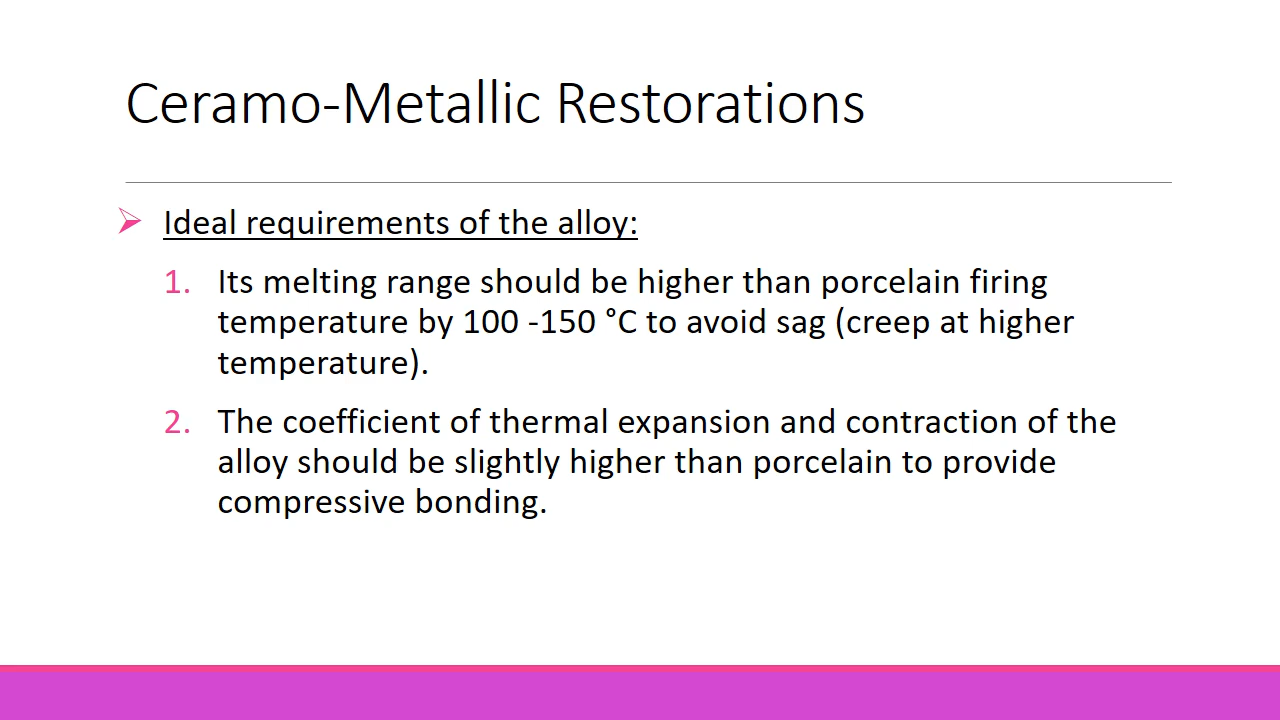 Ceramo-Metallic Restorations
Ideal requirements of the alloy:
1. Its melting range should be higher than porcelain firing
temperature by 100 -150 °C to avoid sag (creep at higher
temperature).
2. The coefficient of thermal expansion and contraction of the
alloy should be slightly higher than porcelain to provide
compressive bonding.